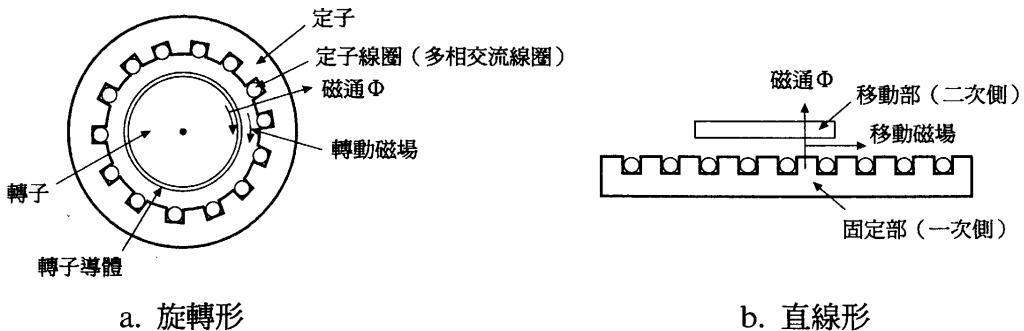 定子
定子線圈（多相交流線圈）
磁通Φ
轉動磁場
轉子
轉子導體
a. 旋轉形
磁通Φ
移動部（二次側）
移動磁場
固定部（一次側）
b. 直線形